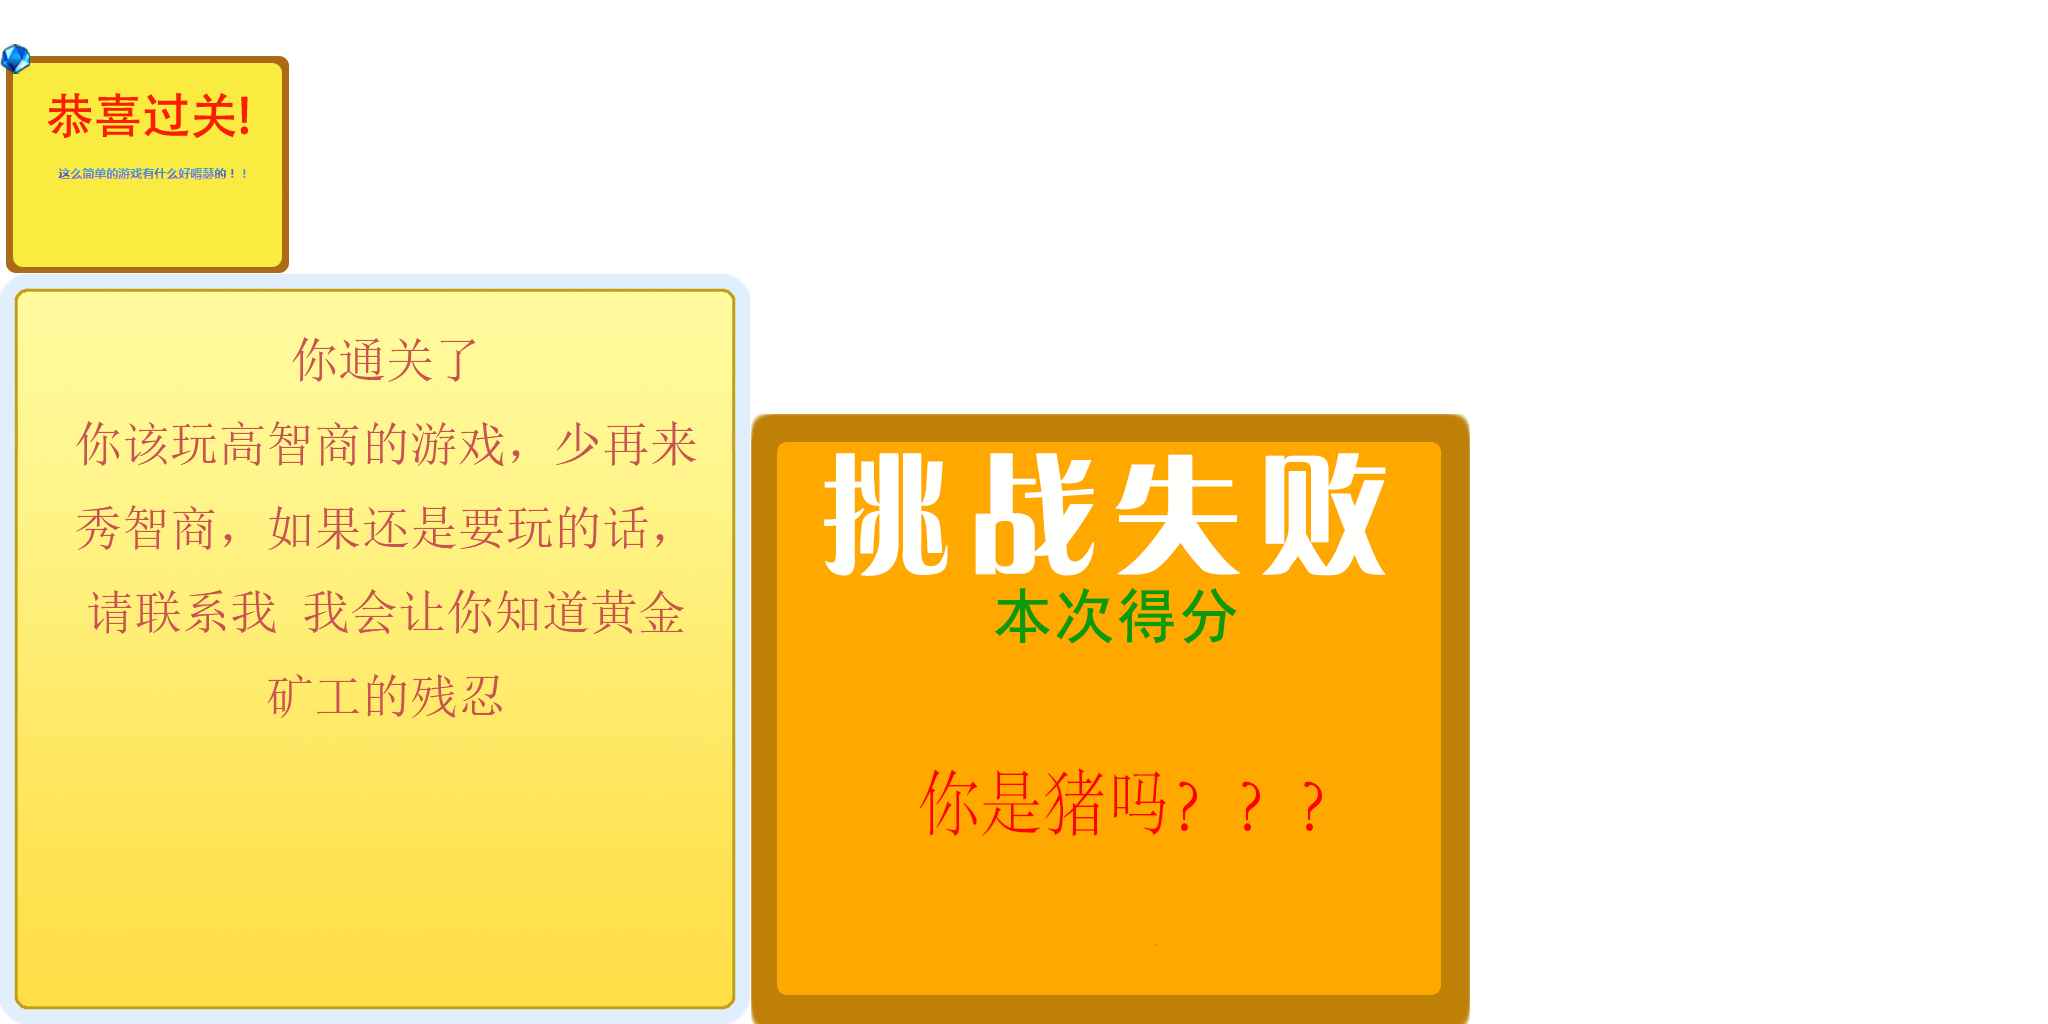 恭喜过关!
这么简单的游戏有什么好嘚瑟的！！
你通关了
你该玩高智商的游戏，少再来
秀智商，如果还是要玩的话，
请联系我 我会让你知道黄金
矿工的残忍
挑战失败
本次得分
你是猪吗？？？